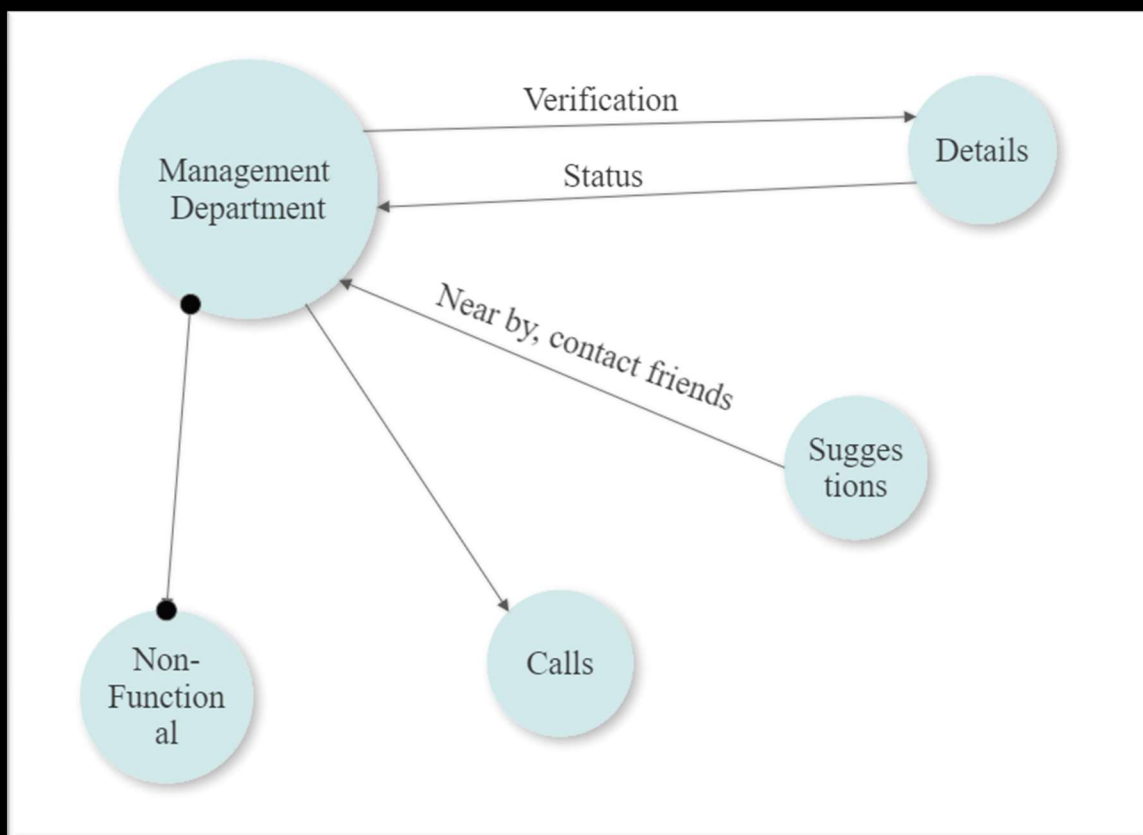 Verification
Management
Department
Details
Status
Near by, contact friends
Sugges
tions
Non-
Function
al
Calls